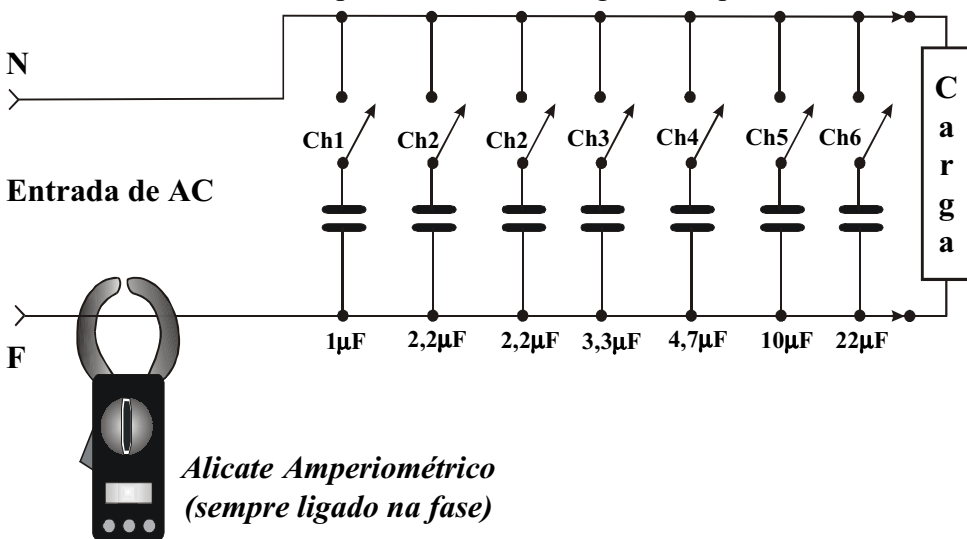 N
Ch1 Ch2 Ch2 Ch3 Ch4 Ch5 Ch6
Carga
Entrada de AC
F
1µF 2,2µF 2,2µF 3,3µF 4,7µF 10µF 22µF
Alicate Amperiométrico
(sempre ligado na fase)